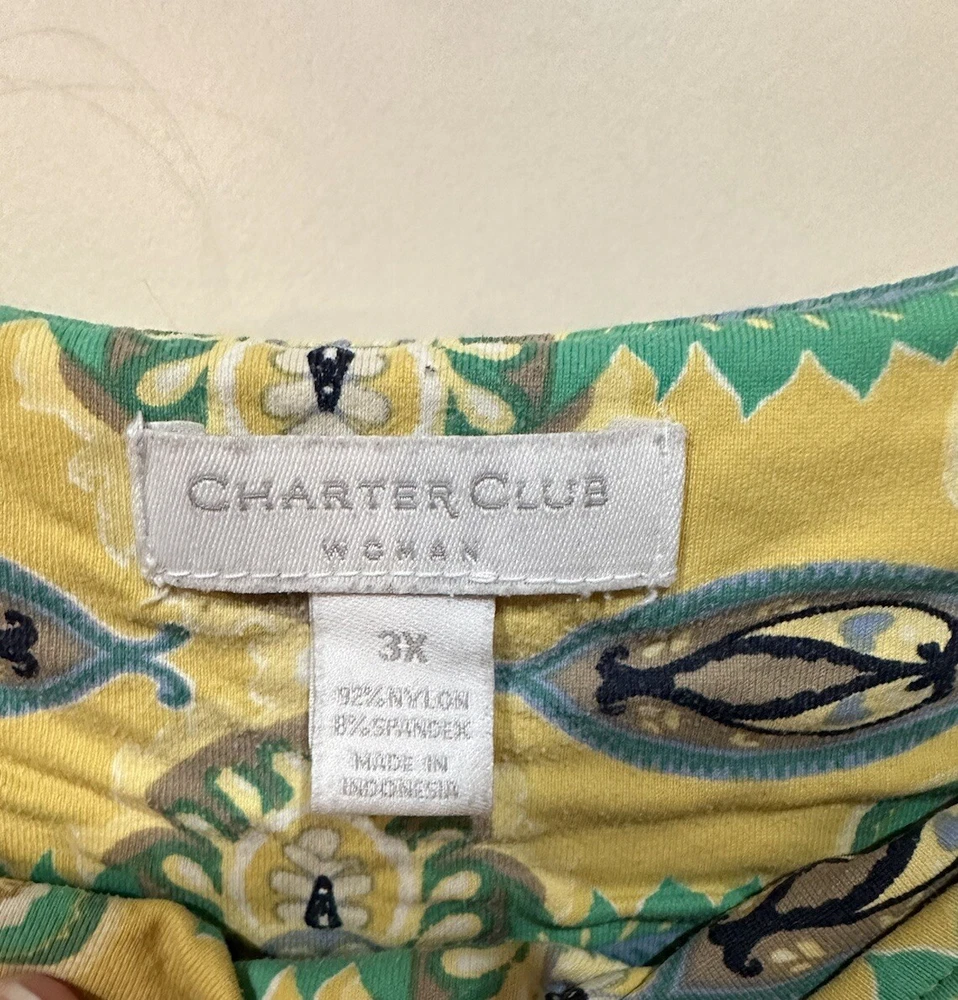 CHARTER CLUB
WOMAN
3X
92% NYLON
8% SPANDEX
MADE IN
INDONESIA